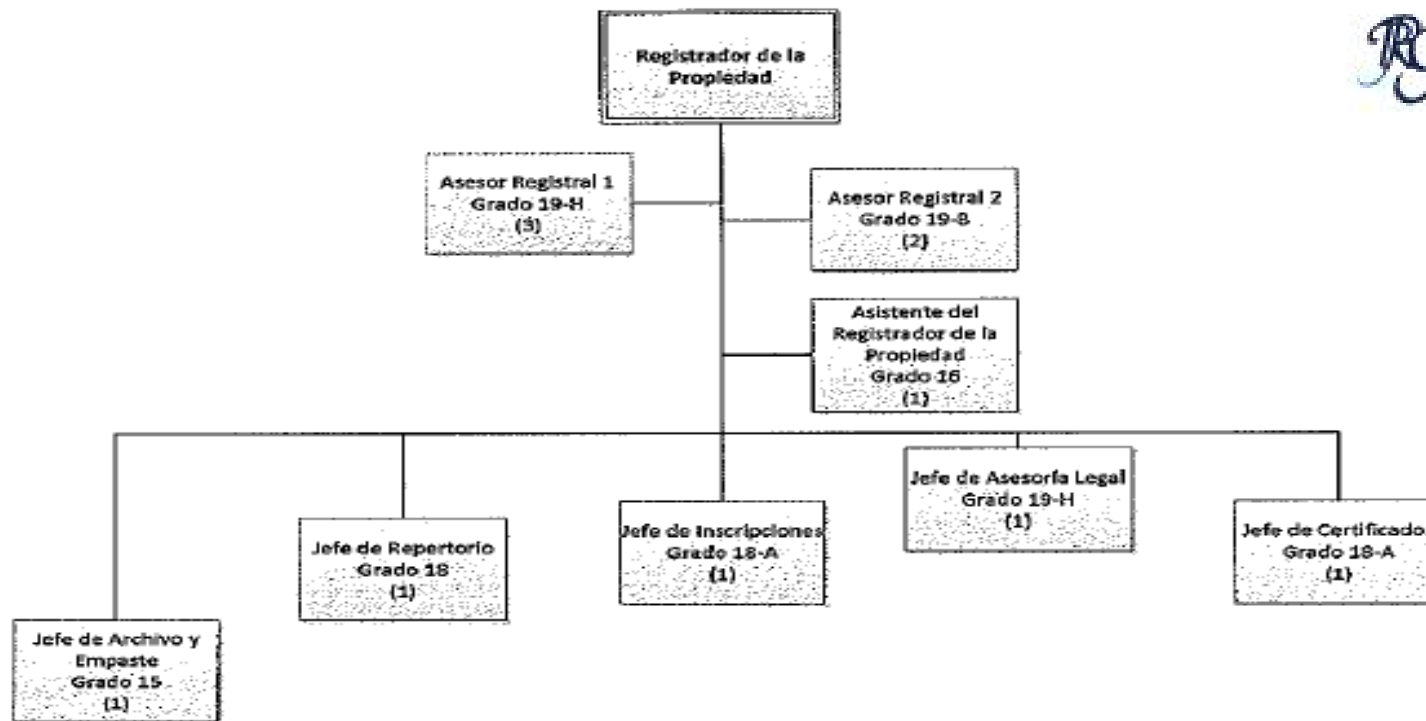 Registrador de la
Propiedad
Asesor Registral 1
Grado 19-H
(3)
Asesor Registral 2
Grado 19-B
(2)
Asistente del
Registrador de la
Propiedad
Grado 16
(1)
Jefe de Asesoría Legal
Grado 19-H
(1)
Jefe de Inscripciones
Grado 18-A
(1)
Jefe de Certificado
Grado 18-A
(1)
Jefe de Repertorio
Grado 18
(1)
Jefe de Archivo y
Empaste
Grado 15
(1)